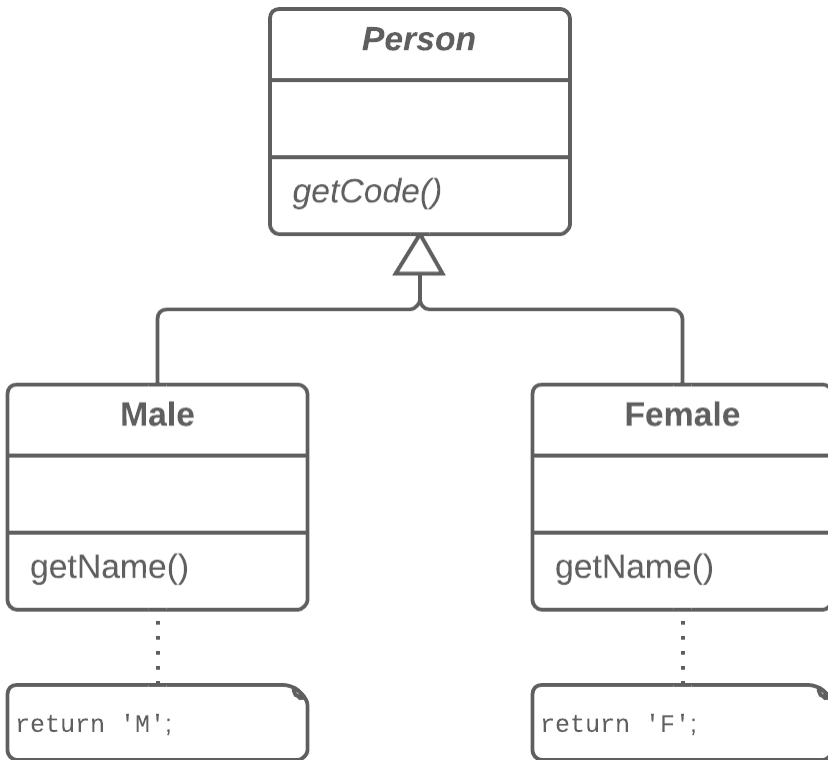 Person
getCode()
Male
Female
getName()
getName()
return 'M';
return 'F';